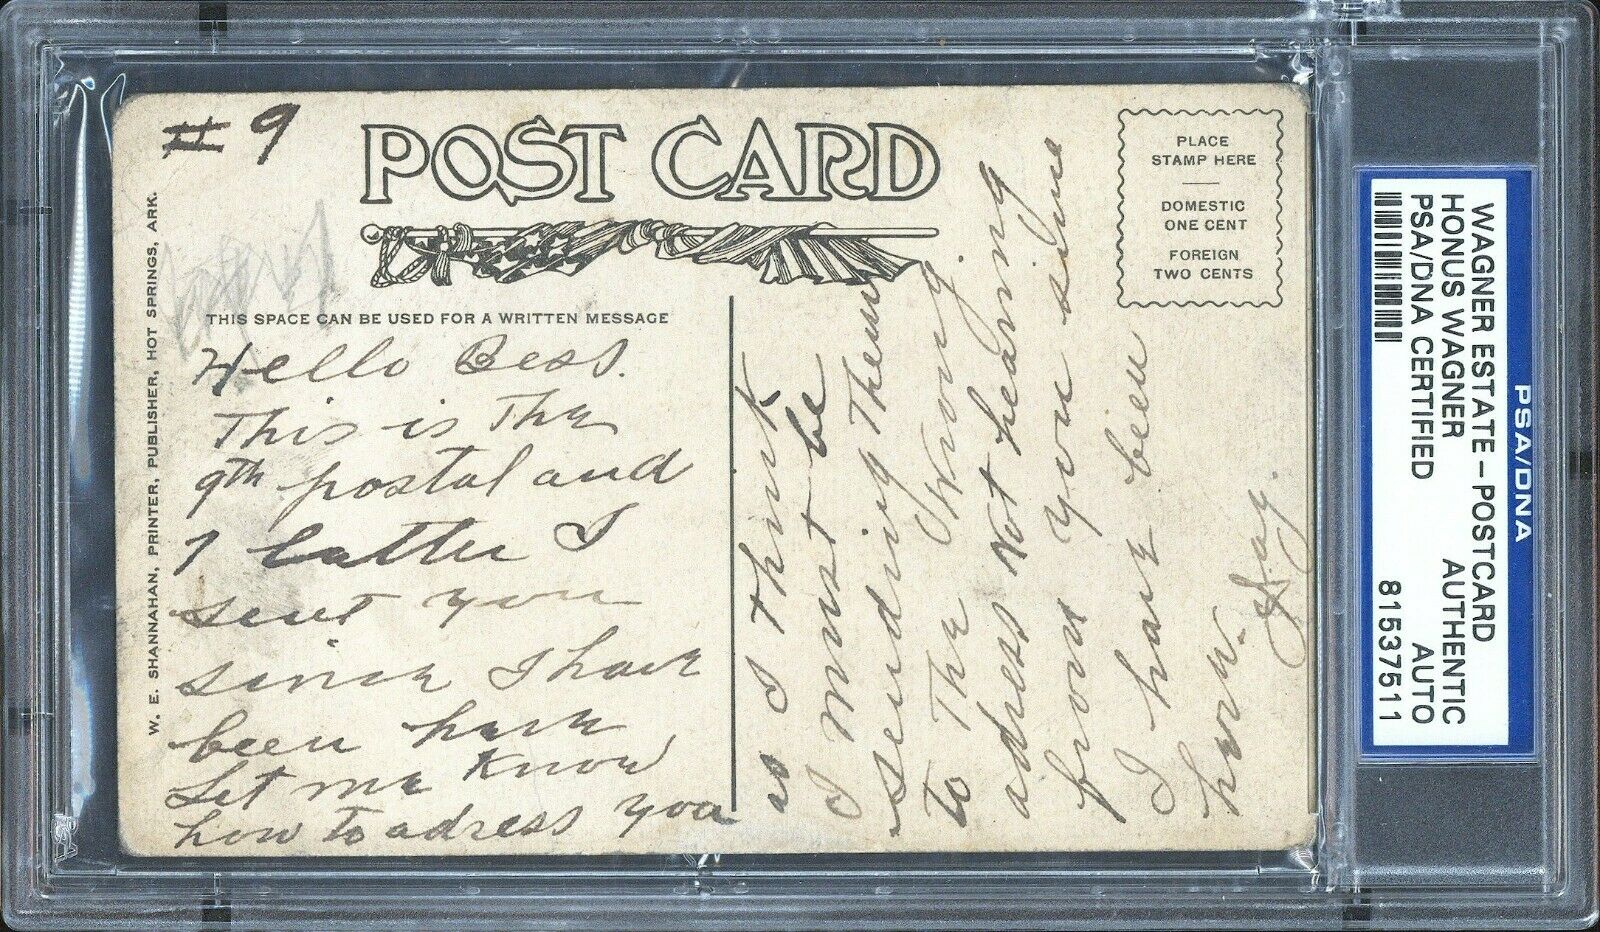 # 9
POST CARD
PLACE
STAMP HERE
DOMESTIC
ONE CENT
FOREIGN
TWO CENTS
THIS SPACE CAN BE USED FOR A WRITTEN MESSAGE
W. E. SHANNAHAN, PRINTER, PUBLISHER, HOT SPRINGS, ARK.
Hello Bess.
This is The
9th postal and
1 latter I
sent you
since I have
been here
Let me know
how to adress you
as I think
I must be
sending Them
to The Wrong
adress Not hearing
from you since
I have been
here.
WAGNER ESTATE – POSTCARD
HONUS WAGNER AUTHENTIC
PSA/DNA CERTIFIED AUTO
81537511
PSA/DNA